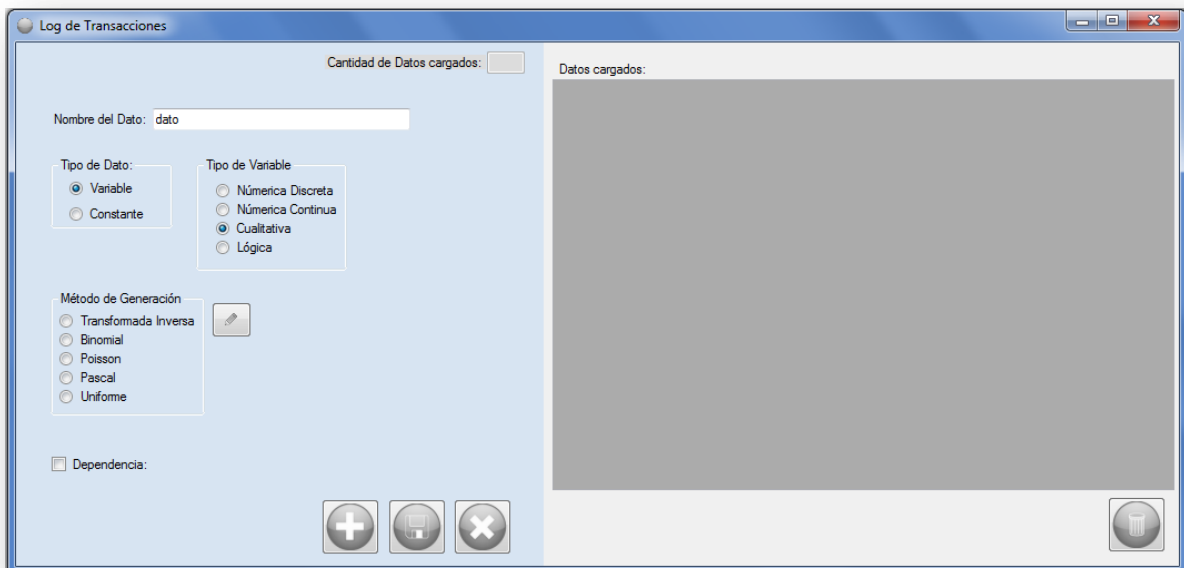 Log de Transacciones
Cantidad de Datos cargados:
Nombre del Dato: dato
Tipo de Dato:
Variable
Constante
Tipo de Variable
Númerica Discreta
Númerica Continua
Cualitativa
Lógica
Método de Generación
Transformada Inversa
Binomial
Poisson
Pascal
Uniforme
Dependencia:
Datos cargados: